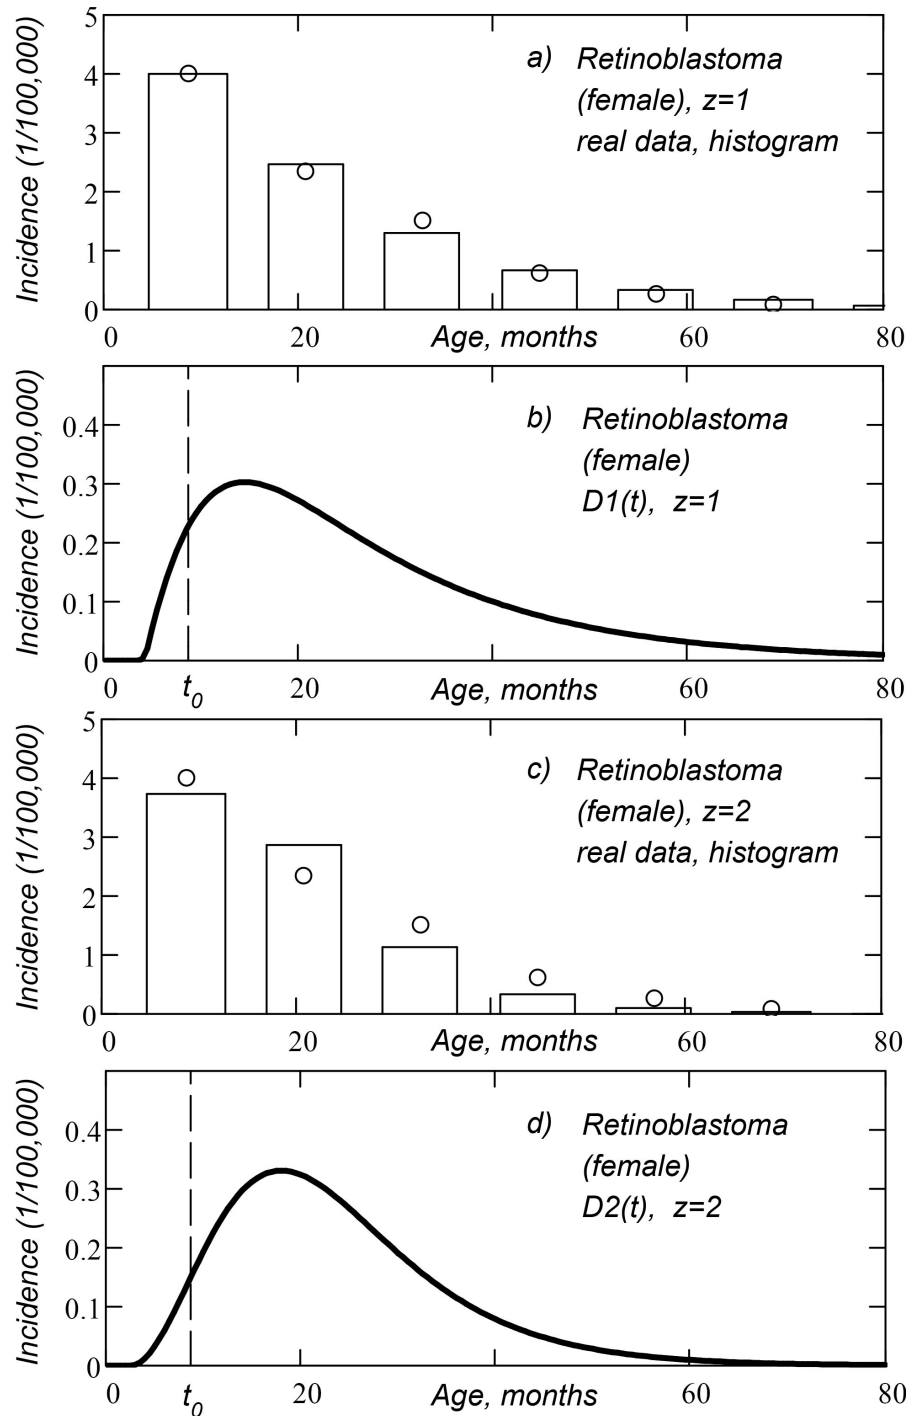 5
a) Retinoblastoma
4
(female), z=1
3
real data, histogram
2
1
0
Incidence (1/100,000)
0 20 Age, months 60 80
b) Retinoblastoma
0.4
(female)
0.3
D1(t), z=1
0.2
0.1
0
Incidence (1/100,000)
0 t0 20 Age, months 60 80
5
c) Retinoblastoma
4
(female), z=2
3
real data, histogram
2
1
0
Incidence (1/100,000)
0 20 Age, months 60 80
d) Retinoblastoma
0.4
(female)
0.3
D2(t), z=2
0.2
0.1
0
Incidence (1/100,000)
0 t0 20 Age, months 60 80